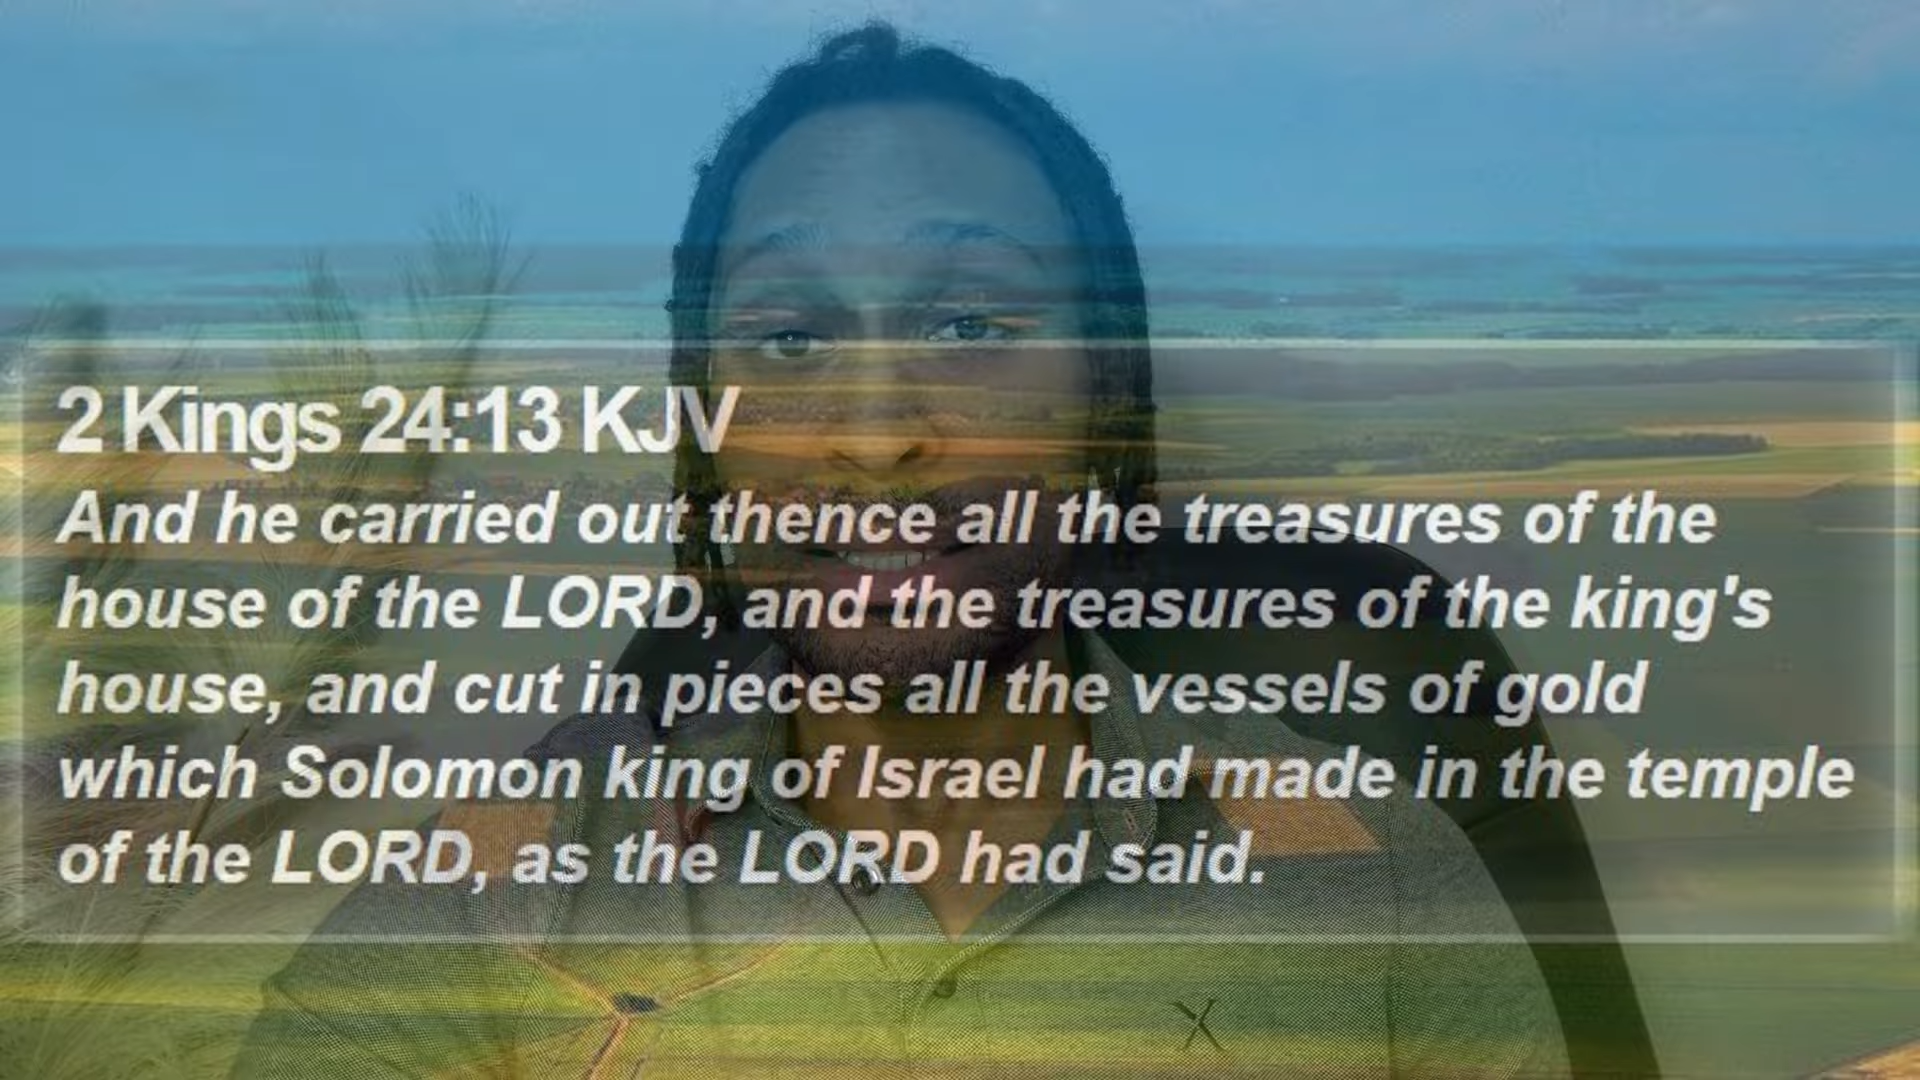 2 Kings 24:13 KJV
And he carried out thence all the treasures of the
house of the LORD, and the treasures of the king's
house, and cut in pieces all the vessels of gold
which Solomon king of Israel had made in the temple
of the LORD, as the LORD had said.
X